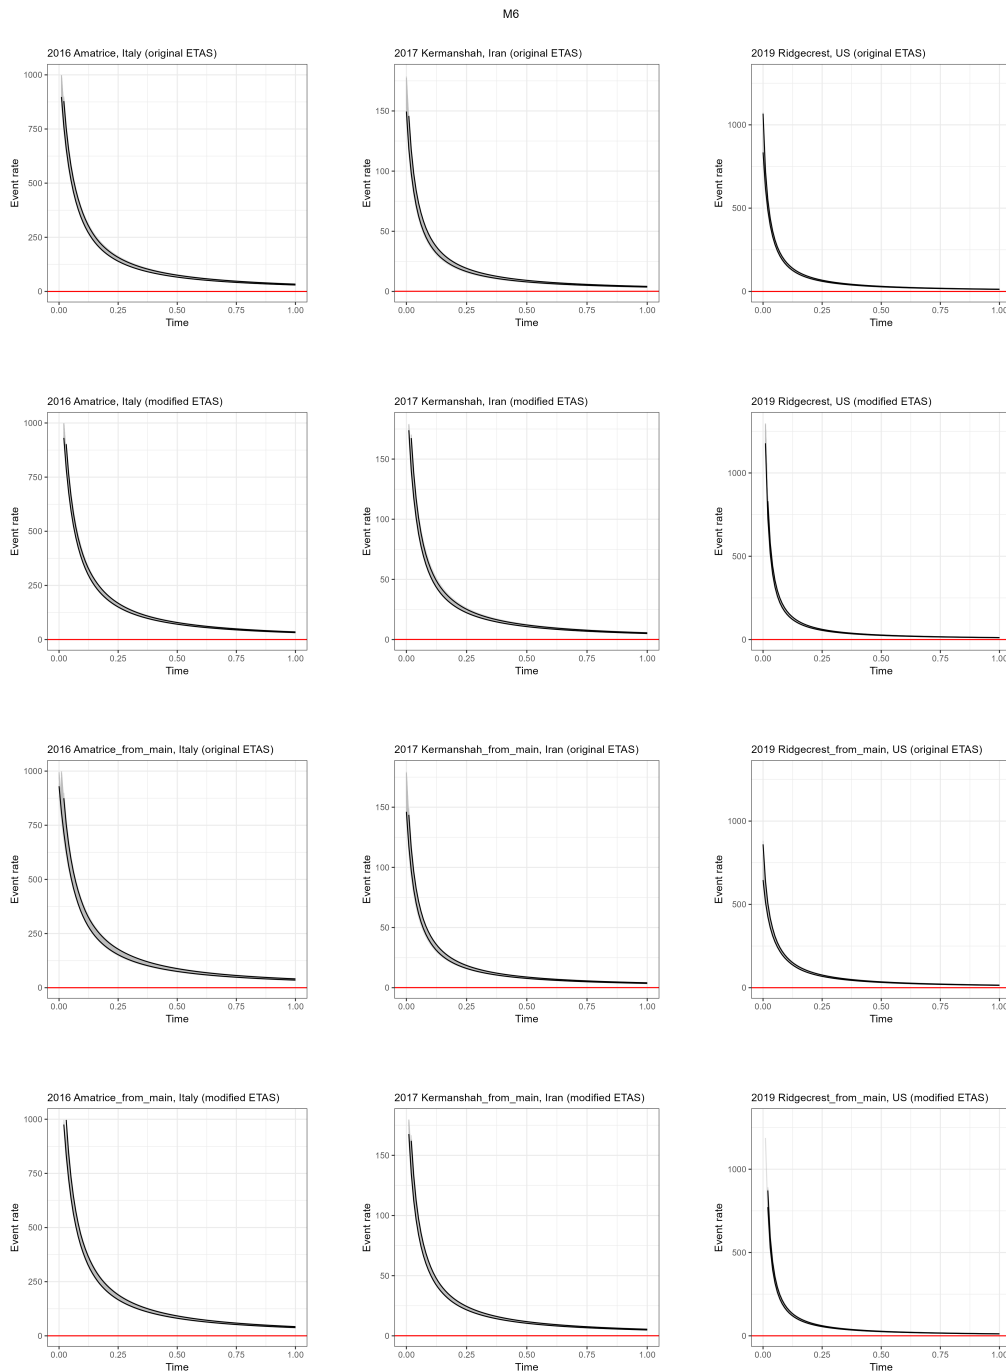 M6
2016 Amatrice, Italy (original ETAS)
1000
750
500
250
0
Event rate
0.00 0.25 0.50 0.75 1.00
Time
2017 Kermanshah, Iran (original ETAS)
150
100
50
0
Event rate
0.00 0.25 0.50 0.75 1.00
Time
2019 Ridgecrest, US (original ETAS)
1000
500
0
Event rate
0.00 0.25 0.50 0.75 1.00
Time
2016 Amatrice, Italy (modified ETAS)
1000
750
500
250
0
Event rate
0.00 0.25 0.50 0.75 1.00
Time
2017 Kermanshah, Iran (modified ETAS)
150
100
50
0
Event rate
0.00 0.25 0.50 0.75 1.00
Time
2019 Ridgecrest, US (modified ETAS)
1000
500
0
Event rate
0.00 0.25 0.50 0.75 1.00
Time
2016 Amatrice_from_main, Italy (original ETAS)
1000
750
500
250
0
Event rate
0.00 0.25 0.50 0.75 1.00
Time
2017 Kermanshah_from_main, Iran (original ETAS)
150
100
50
0
Event rate
0.00 0.25 0.50 0.75 1.00
Time
2019 Ridgecrest_from_main, US (original ETAS)
1000
500
0
Event rate
0.00 0.25 0.50 0.75 1.00
Time
2016 Amatrice_from_main, Italy (modified ETAS)
1000
750
500
250
0
Event rate
0.00 0.25 0.50 0.75 1.00
Time
2017 Kermanshah_from_main, Iran (modified ETAS)
150
100
50
0
Event rate
0.00 0.25 0.50 0.75 1.00
Time
2019 Ridgecrest_from_main, US (modified ETAS)
1000
500
0
Event rate
0.00 0.25 0.50 0.75 1.00
Time